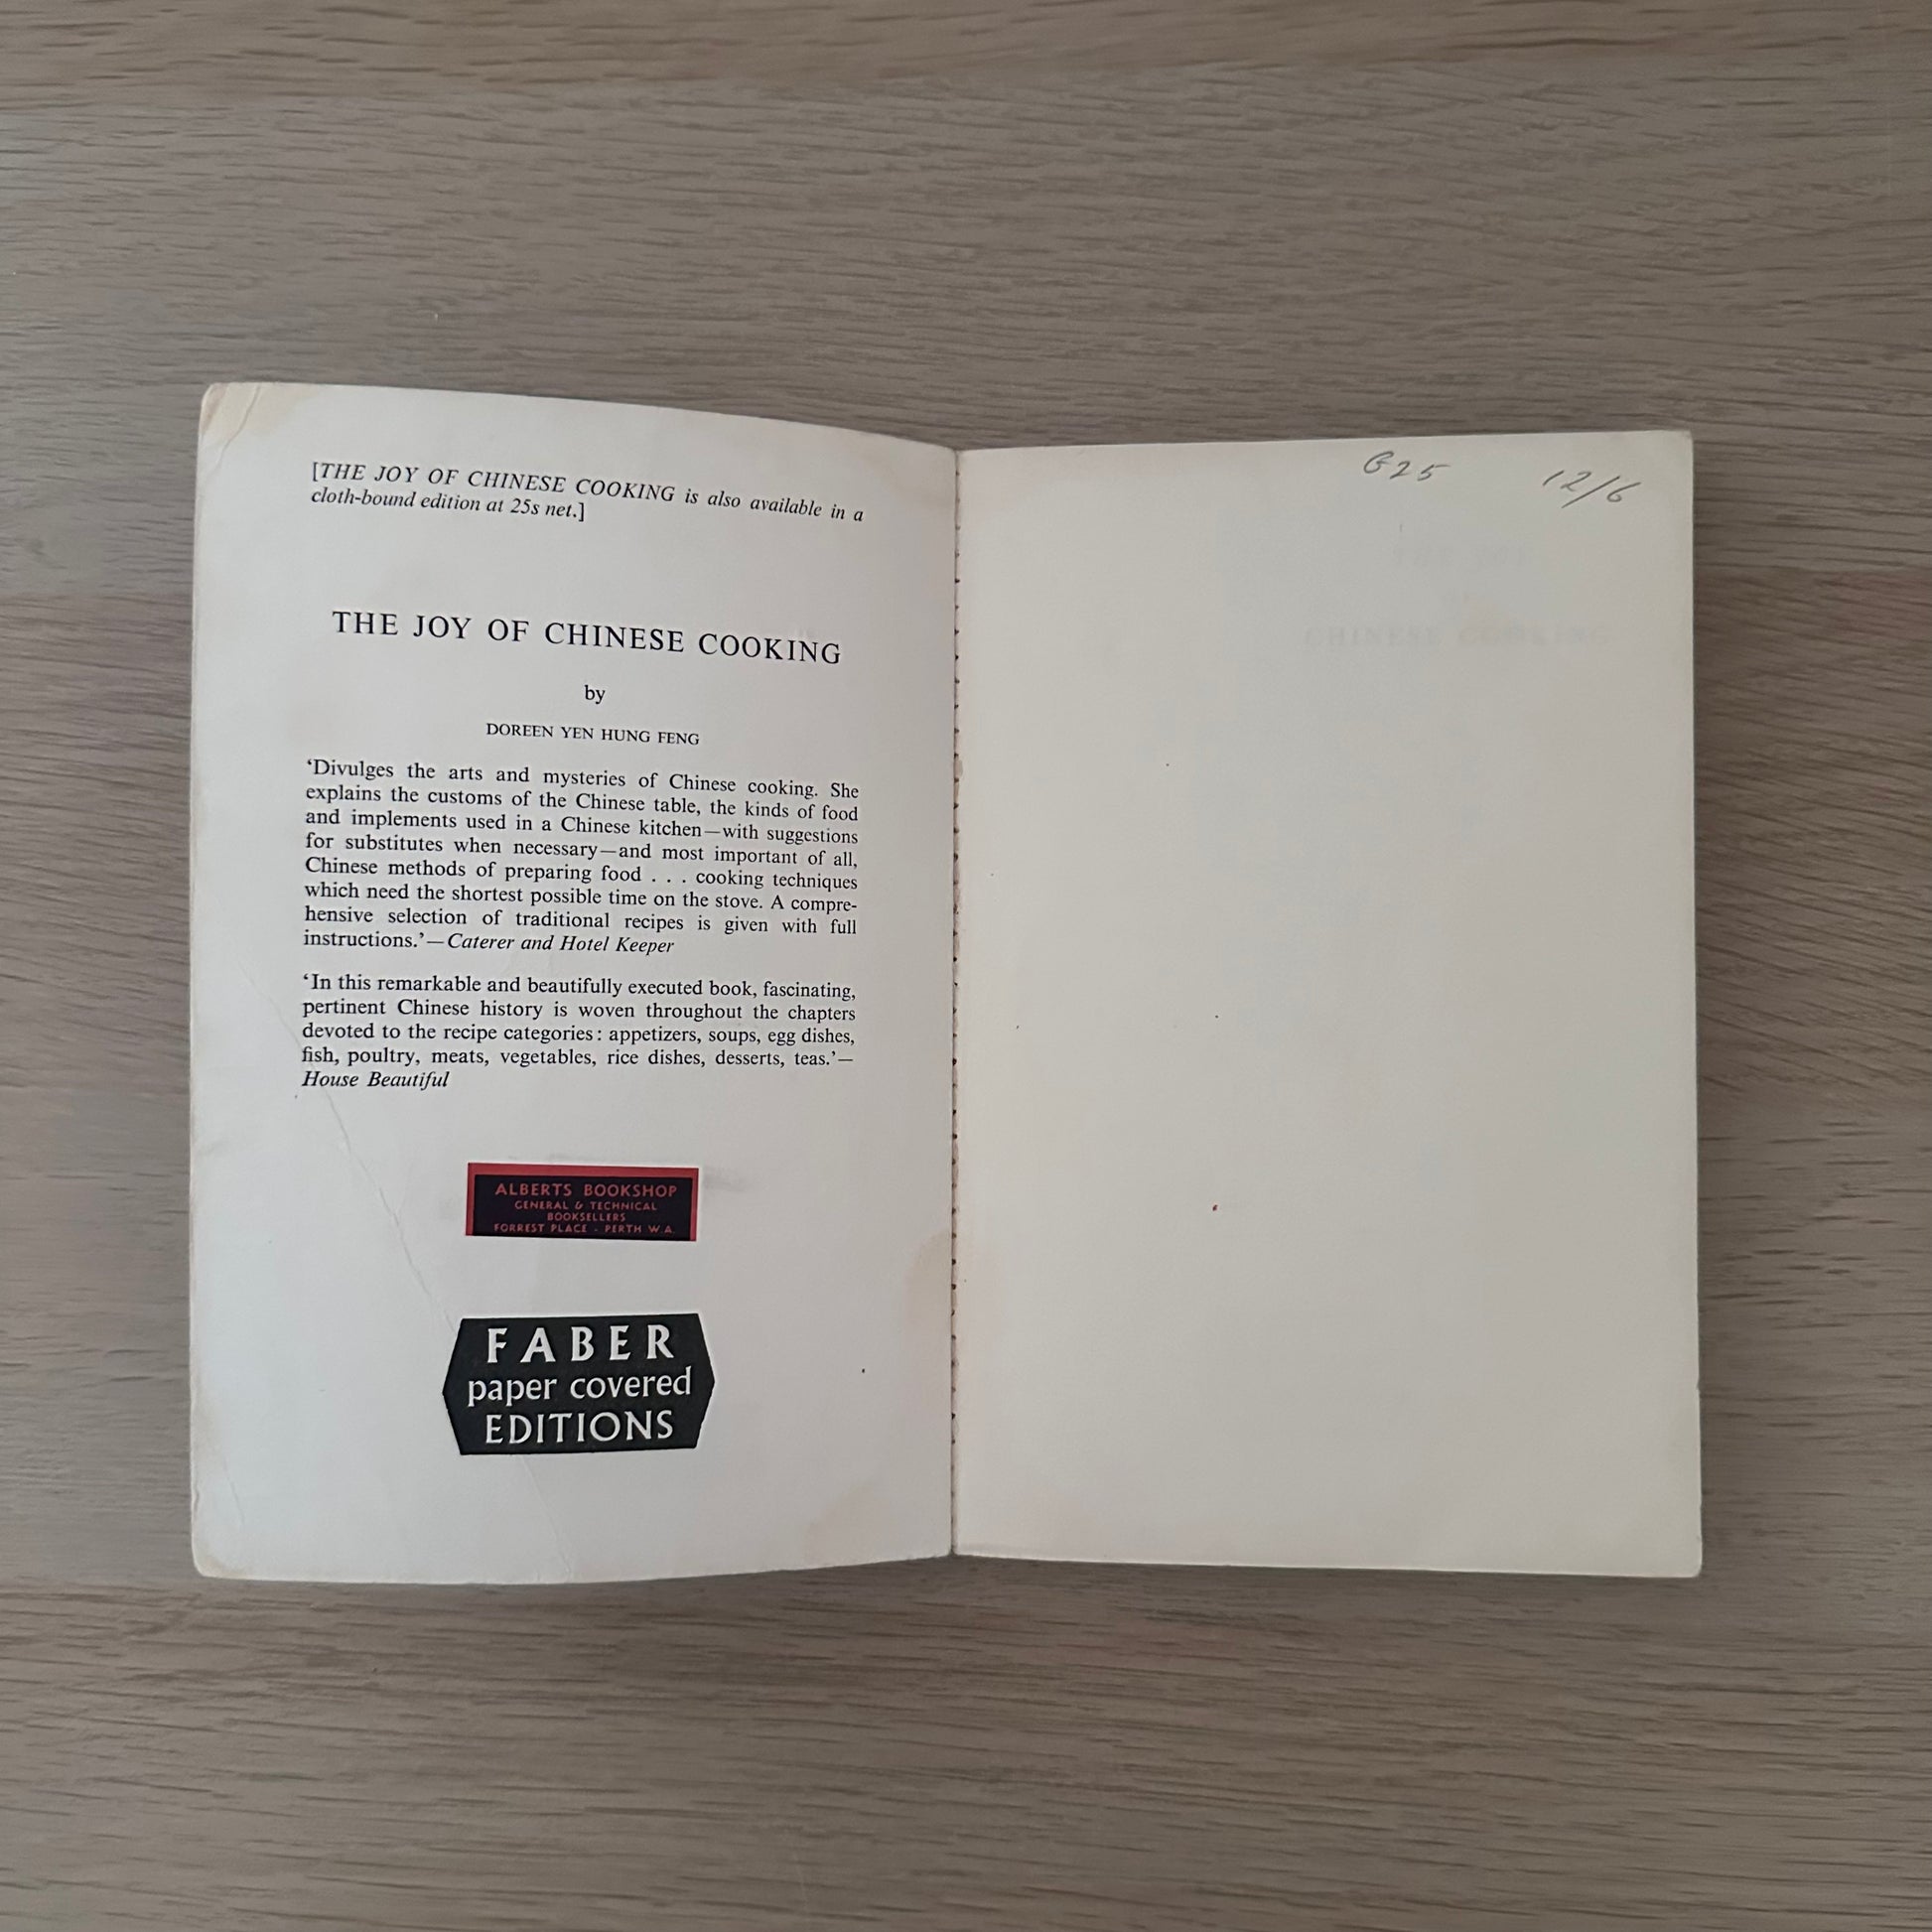 [THE JOY OF CHINESE COOKING is also available in a
cloth-bound edition at 25s net.]
THE JOY OF CHINESE COOKING
by
DOREEN YEN HUNG FENG
‘Divulges the arts and mysteries of Chinese cooking. She
explains the customs of the Chinese table, the kinds of food
and implements used in a Chinese kitchen—with suggestions
for substitutes when necessary—and most important of all,
Chinese methods of preparing food . . . cooking techniques
which need the shortest possible time on the stove. A compre-
hensive selection of traditional recipes is given with full
instructions.’—Caterer and Hotel Keeper
‘In this remarkable and beautifully executed book, fascinating,
pertinent Chinese history is woven throughout the chapters
devoted to the recipe categories: appetizers, soups, egg dishes,
fish, poultry, meats, vegetables, rice dishes, desserts, teas.’—
House Beautiful
ALBERTS BOOKSHOP
GENERAL & TECHNICAL
BOOKSELLERS
FORREST PLACE - PERTH W.A.
FABER
paper covered
EDITIONS
G25 12/6